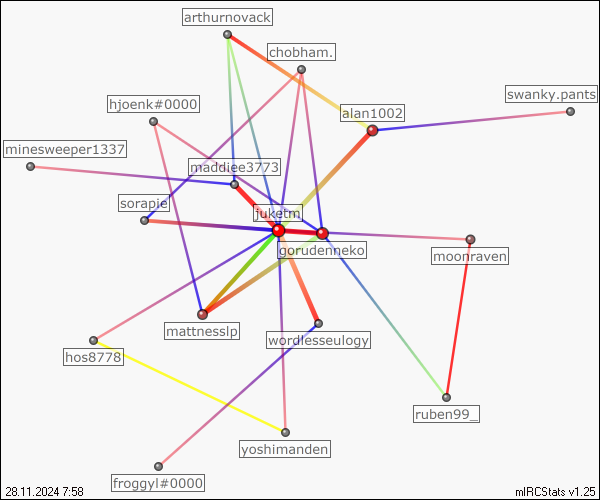 arthurnovack
chobham.
swanky.pants
hjoenk#0000
alan1002
minesweeper1337
maddiee3773
sorapie
juketm
gorudenneko
moonraven
mattnesslp
wordlesseulogy
hos8778
ruben99_
yoshimanden
froggyl#0000
28.11.2024 7:58
mIRCStats v1.25